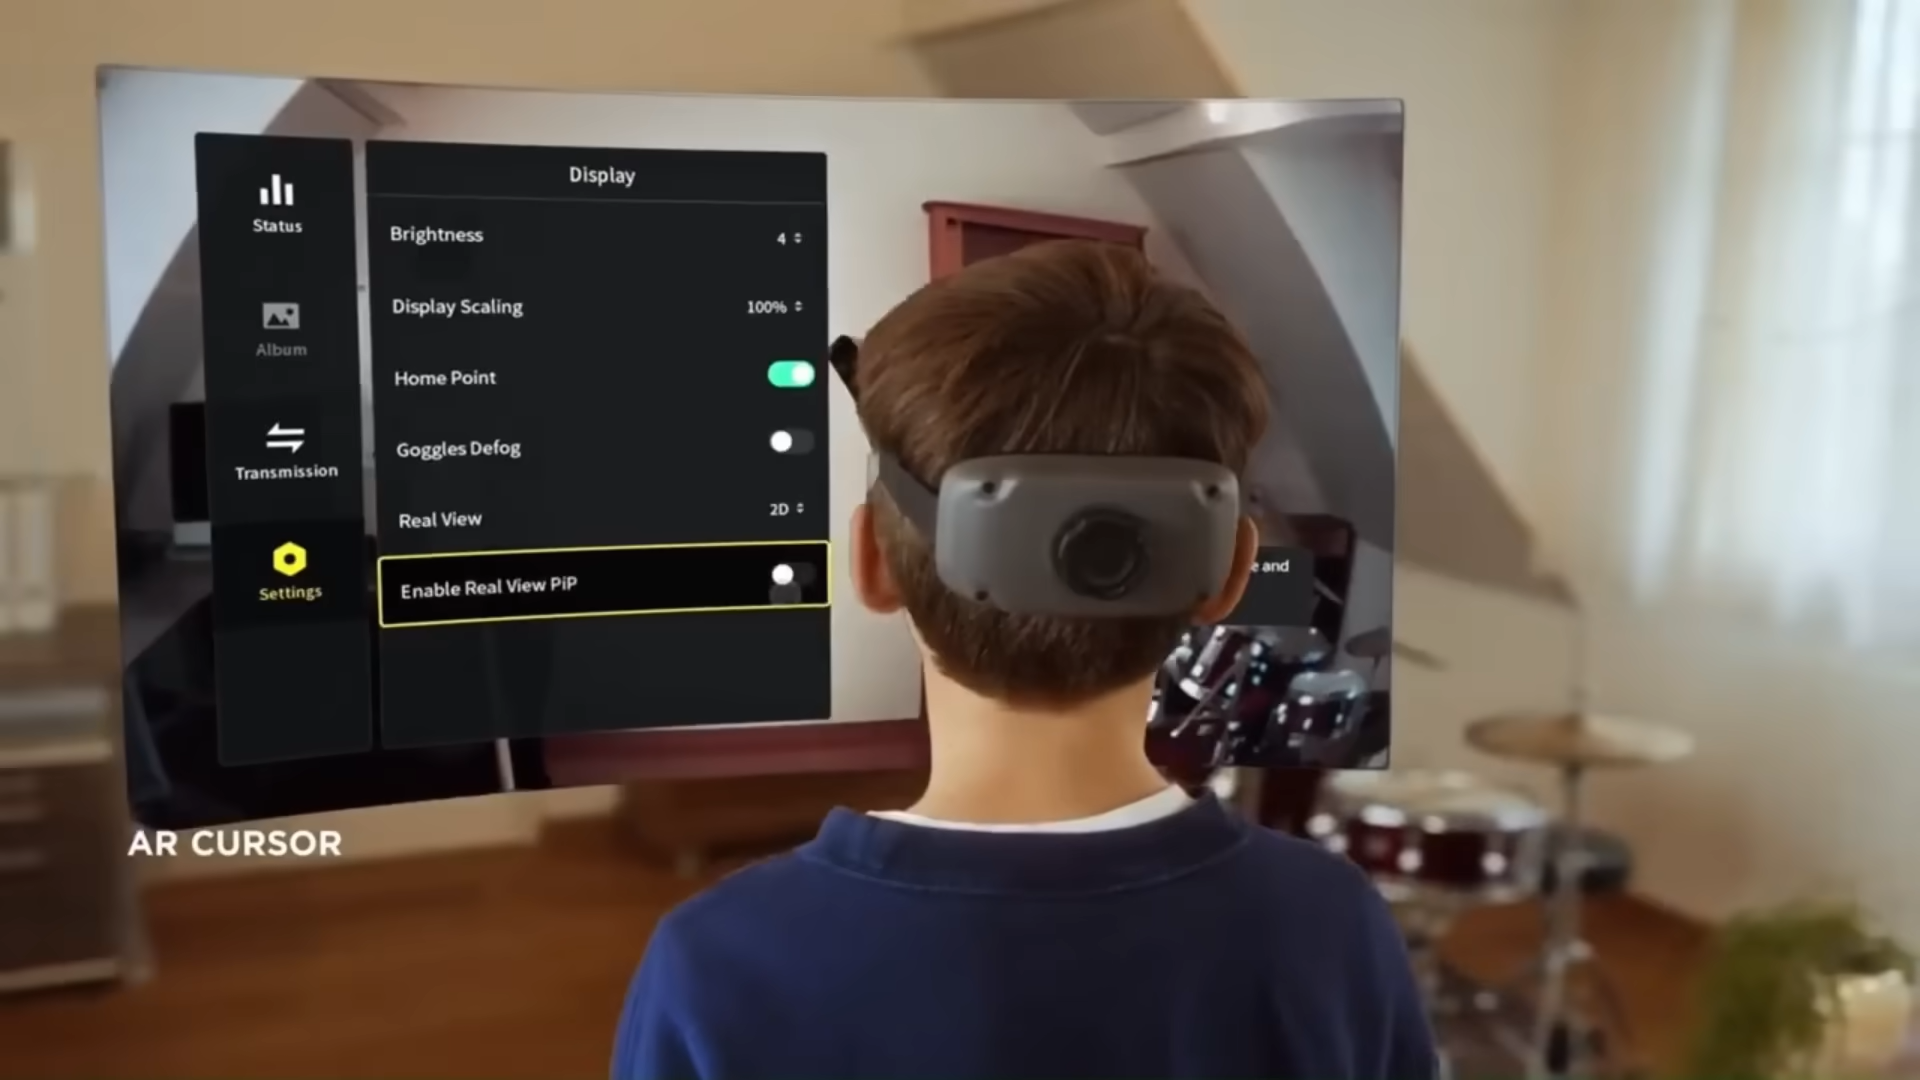 Display
Status
Brightness
4
Display Scaling
100%
Album
Home Point
Goggles Defog
Transmission
Real View
2D
Enable Real View PiP
Settings
and
AR CURSOR